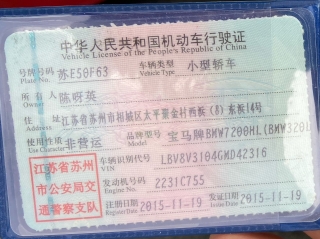 中华人民共和国机动车行驶证
Vehicle License of the People's Republic of China
号牌号码 苏E50F63 车辆类型 小型轿车
Plate No. Vehicle Type
所有人 陈呀英
Owner
住址 江苏省苏州市相城区太平旺金村西浜(8)东浜14号
Address
使用性质 非营运 品牌型号 宝马牌BMW7200HL(BMW320L
Use Character Model
江苏省苏州
市公安局交
通警察支队
车辆识别代号 LBV8V3104GMD42316
VIN
发动机号码 2231C755
Engine No.
注册日期 2015-11-19 发证日期 2015-11-19
Register Date Issue Date